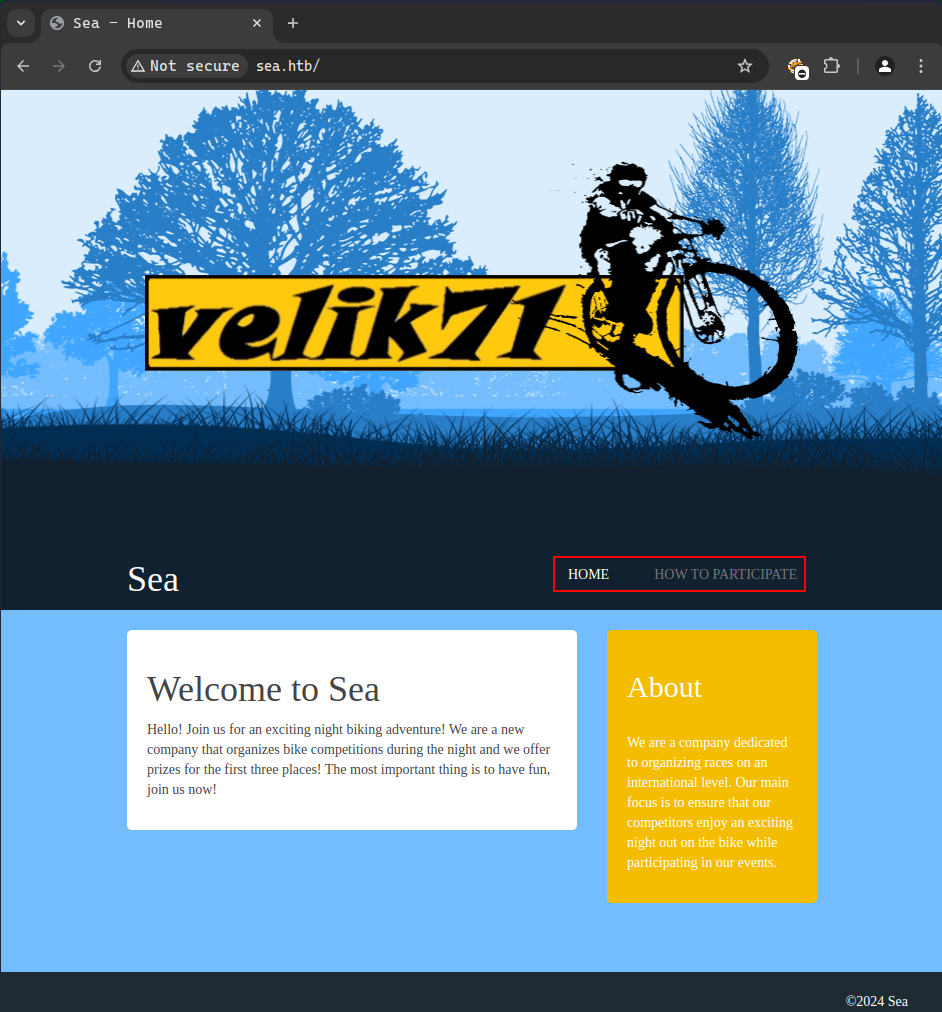 Sea - Home
Not secure sea.htb/
velik71
Sea
HOME HOW TO PARTICIPATE
Welcome to Sea
Hello! Join us for an exciting night biking adventure! We are a new
company that organizes bike competitions during the night and we offer
prizes for the first three places! The most important thing is to have fun,
join us now!
About
We are a company dedicated
to organizing races on an
international level. Our main
focus is to ensure that our
competitors enjoy an exciting
night out on the bike while
participating in our events.
©2024 Sea